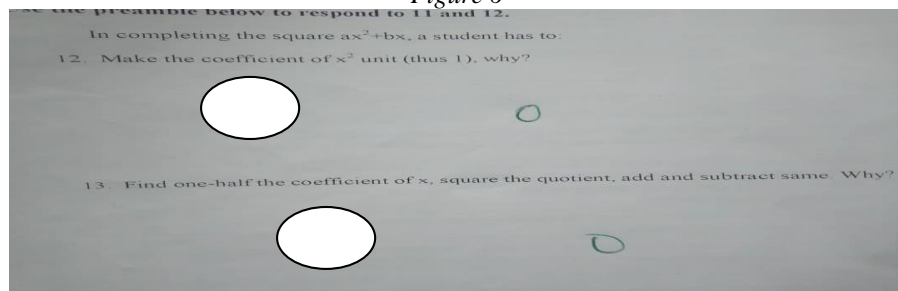 Figure
preamble below to respond to 11 and 12.
In completing the square ax²+bx, a student has to:
12. Make the coefficient of x² unit (thus 1), why?
0
13. Find one-half the coefficient of x, square the quotient, add and subtract same. Why?
0